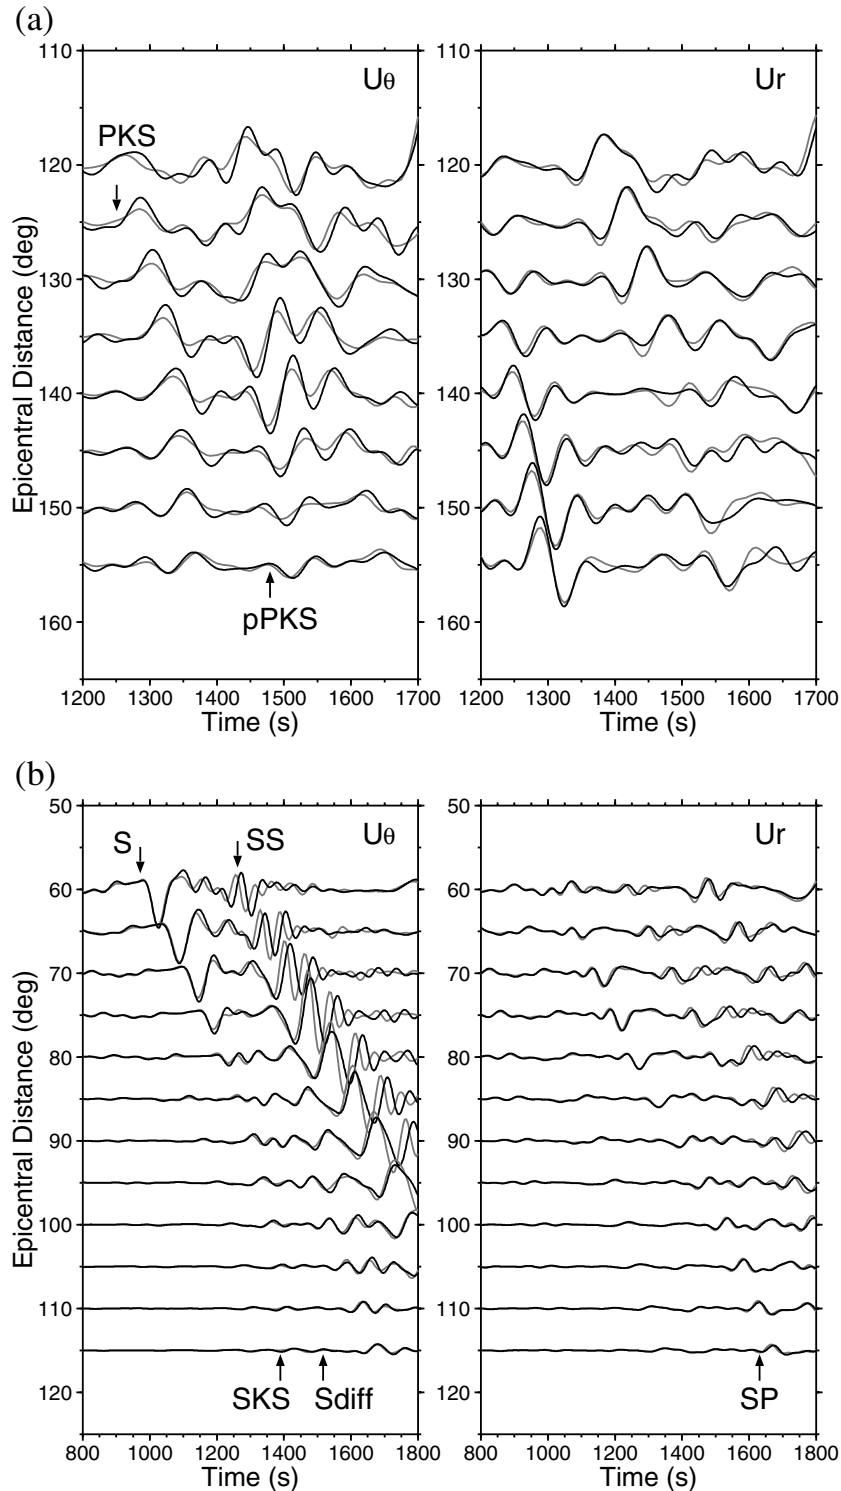 (a)
Uθ
Ur
PKS
pPKS
110
120
130
140
150
160
110
120
130
140
150
160
Epicentral Distance (deg)
1200 1300 1400 1500 1600 1700
1200 1300 1400 1500 1600 1700
Time (s)
Time (s)
(b)
Uθ
Ur
S
SS
SKS
Sdiff
SP
50
60
70
80
90
100
110
120
50
60
70
80
90
100
110
120
Epicentral Distance (deg)
800 1000 1200 1400 1600 1800
800 1000 1200 1400 1600 1800
Time (s)
Time (s)